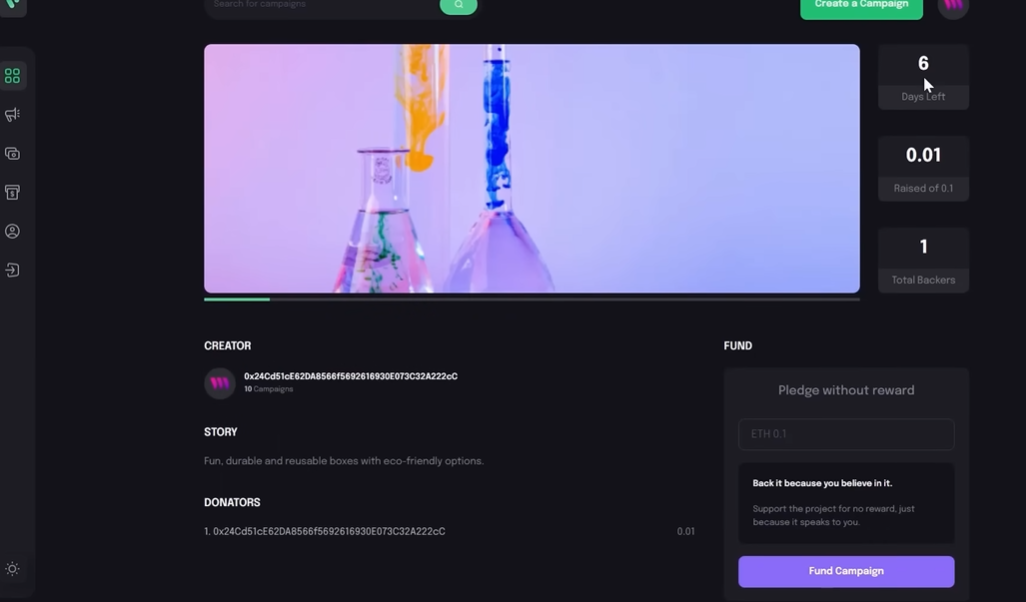 Search for campaigns
Create a Campaign
6
Days Left
0.01
Raised of 0.1
1
Total Backers
CREATOR
0x24Cd51cE62DA8566f5692616930E073C32A222cC
10 Campaigns
STORY
Fun, durable and reusable boxes with eco-friendly options.
DONATORS
1. 0x24Cd51cE62DA8566f5692616930E073C32A222cC
0.01
FUND
Pledge without reward
ETH 0.1
Back it because you believe in it.
Support the project for no reward, just
because it speaks to you.
Fund Campaign